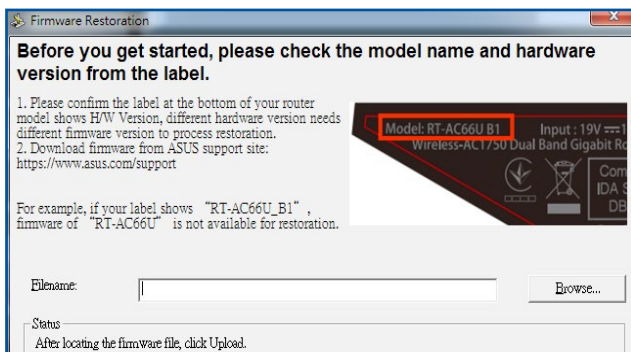 Firmware Restoration
Before you get started, please check the model name and hardware
version from the label.
1. Please confirm the label at the bottom of your router
model shows H/W Version, different hardware version needs
different firmware version to process restoration.
2. Download firmware from ASUS support site:
https://www.asus.com/support
For example, if your label shows “RT-AC66U_B1”,
firmware of “RT-AC66U” is not available for restoration.
Model: RT-AC66U B1 Input : 19V
Wireless-AC1750 Dual Band Gigabit
Com
IDA S
DB
Filename:
Browse...
Status
After locating the firmware file, click Upload.